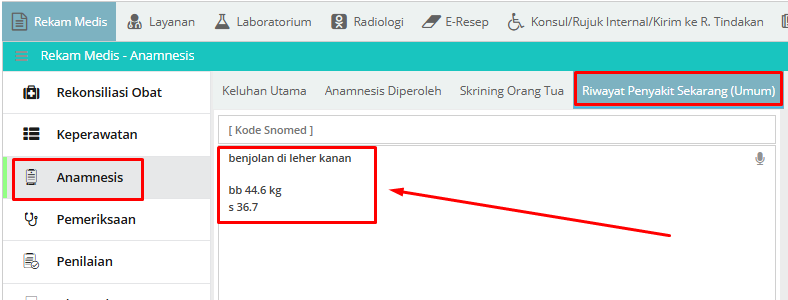 Rekam Medis
Layanan
Laboratorium
Radiologi
E-Resep
Konsul/Rujuk Internal/Kirim ke R. Tindakan
Rekam Medis - Anamnesis
Rekonsiliasi Obat
Keperawatan
Anamnesis
Pemeriksaan
Penilaian
Keluhan Utama
Anamnesis Diperoleh
Skrining Orang Tua
Riwayat Penyakit Sekarang (Umum)
[ Kode Snomed ]
benjolan di leher kanan
bb 44.6 kg
s 36.7